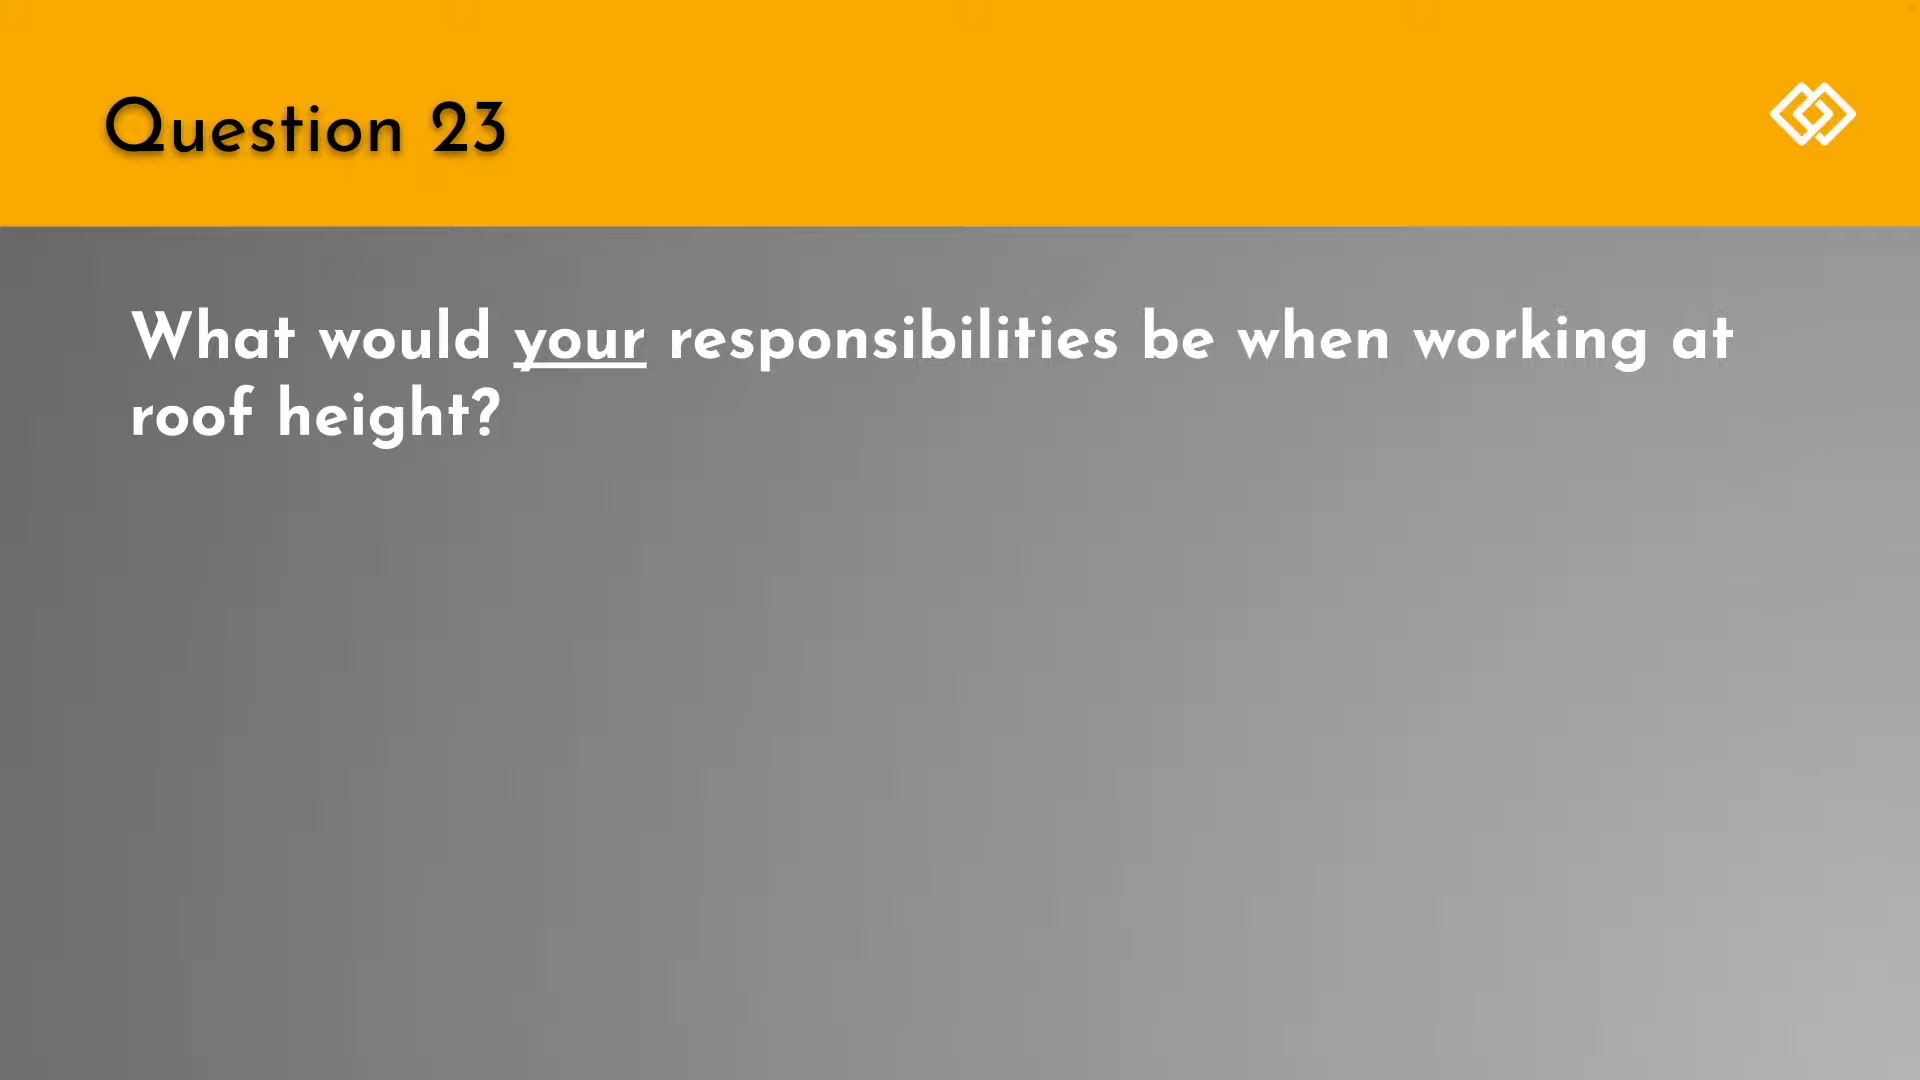 Question 23
What would your responsibilities be when working at
roof height?